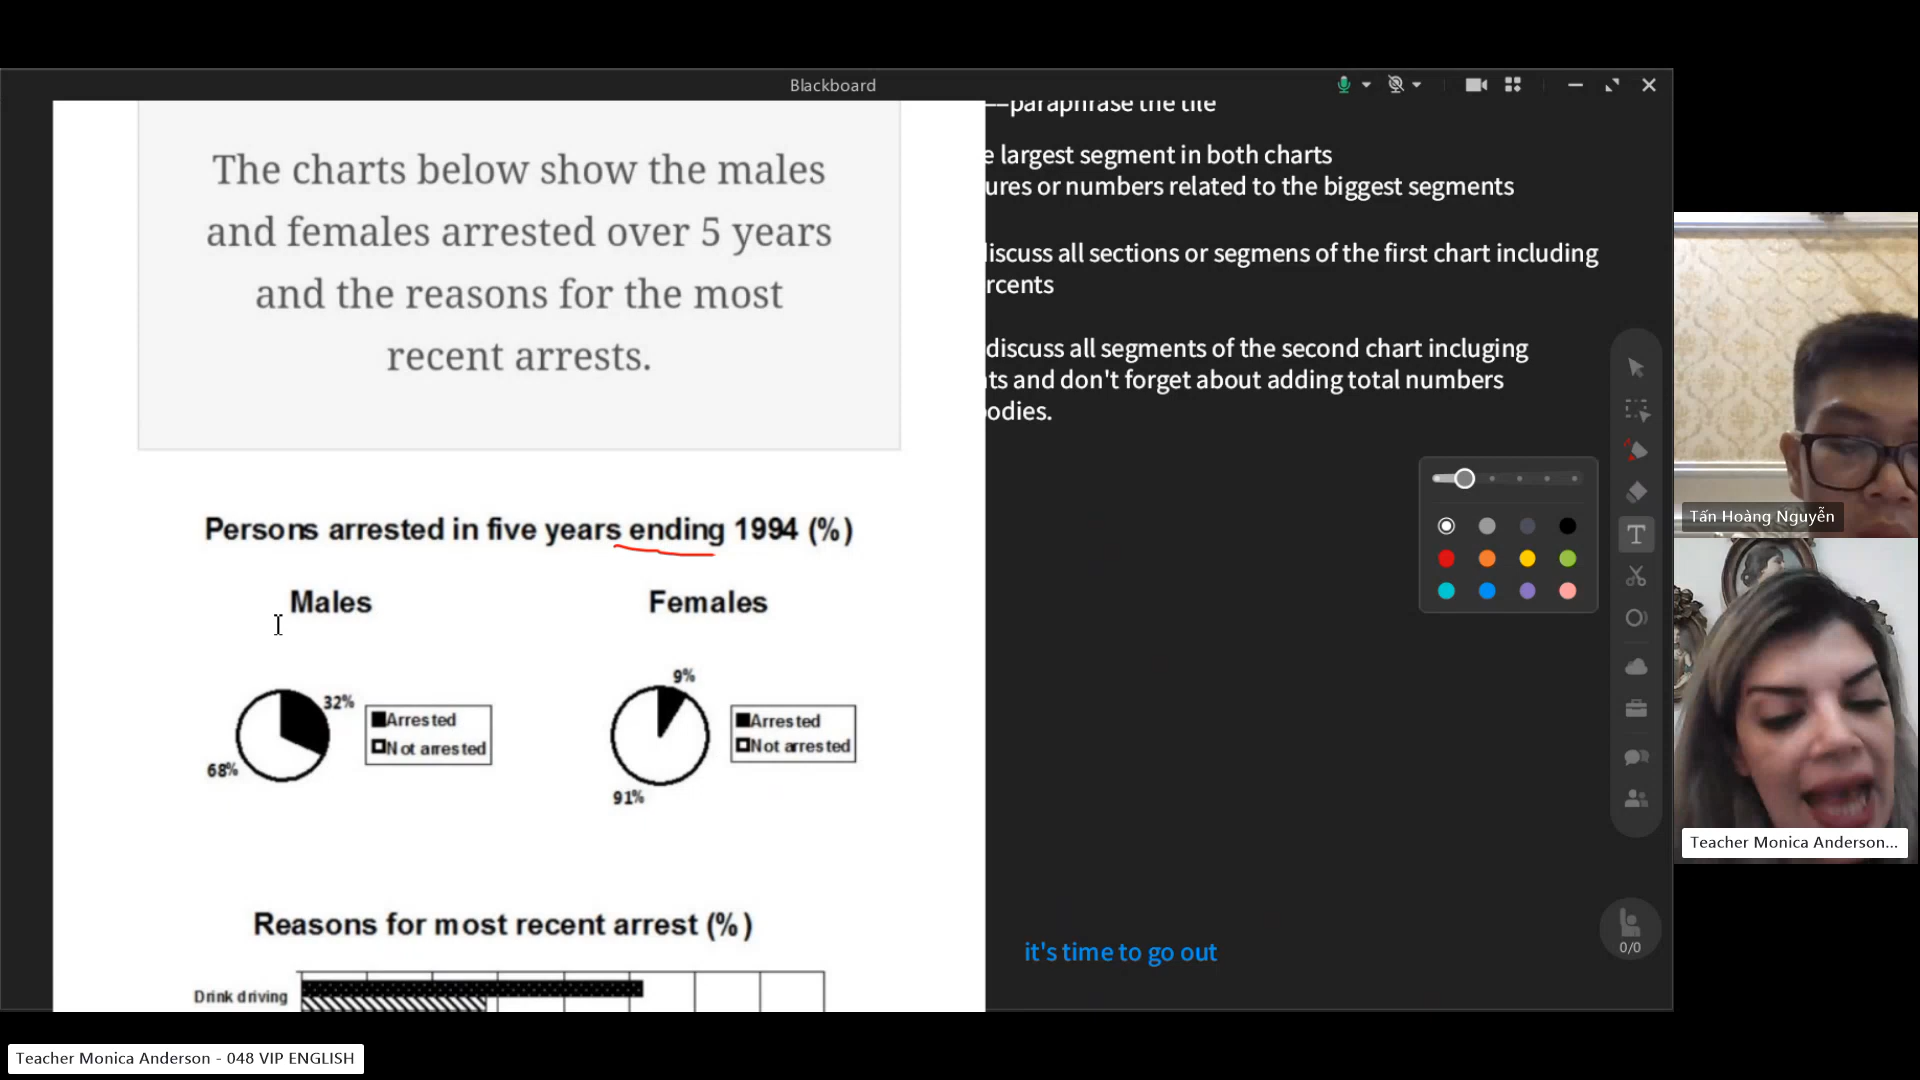 Blackboard
The charts below show the males
and females arrested over 5 years
and the reasons for the most
recent arrests.
Persons arrested in five years ending 1994 (%)
Males
Females
32%
68%
Arrested
Not arrested
9%
91%
Arrested
Not arrested
Reasons for most recent arrest (%)
Drink driving
paraphrase the tile
largest segment in both charts
or numbers related to the biggest segments
discuss all sections or segmens of the first chart including
discuss all segments of the second chart incluging
and don't forget about adding total numbers
it's time to go out
T
0/0
Tấn Hoàng Nguyễn
Teacher Monica Anderson...
Teacher Monica Anderson - 048 VIP ENGLISH